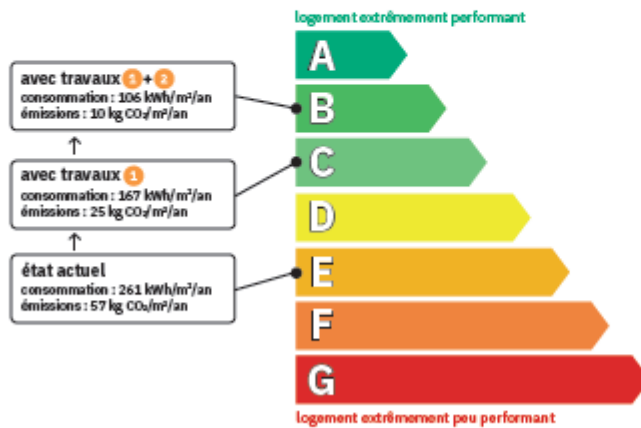 logement extrêmement performant
avec travaux 1 + 2
consommation : 106 kWh/m²/an
émissions : 10 kg CO₂/m²/an
↑
avec travaux 1
consommation : 167 kWh/m²/an
émissions : 25 kg CO₂/m²/an
↑
état actuel
consommation : 261 kWh/m²/an
émissions : 57 kg CO₂/m²/an
A
B
C
D
E
F
G
logement extrêmement peu performant